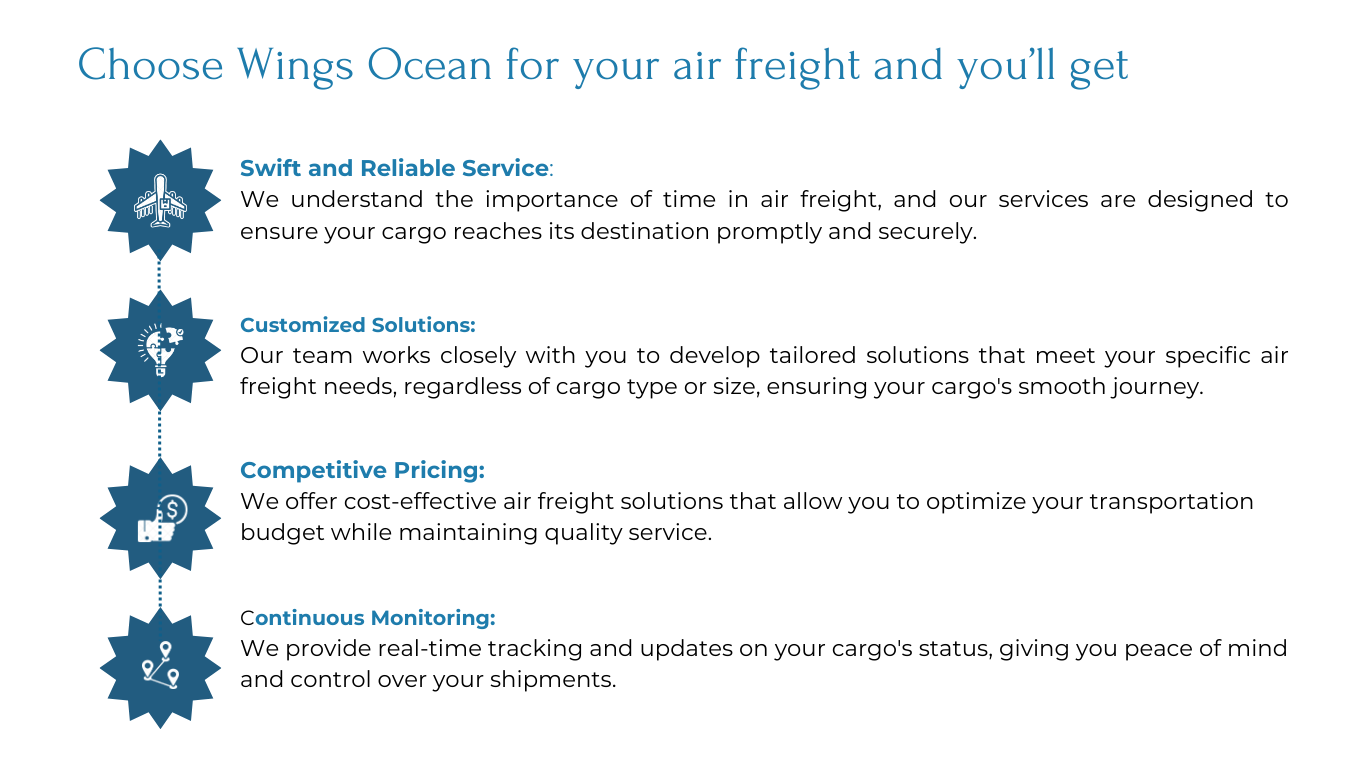 Choose Wings Ocean for your air freight and you’ll get
Swift and Reliable Service:
We understand the importance of time in air freight, and our services are designed to
ensure your cargo reaches its destination promptly and securely.
Customized Solutions:
Our team works closely with you to develop tailored solutions that meet your specific air
freight needs, regardless of cargo type or size, ensuring your cargo's smooth journey.
Competitive Pricing:
We offer cost-effective air freight solutions that allow you to optimize your transportation
budget while maintaining quality service.
Continuous Monitoring:
We provide real-time tracking and updates on your cargo's status, giving you peace of mind
and control over your shipments.